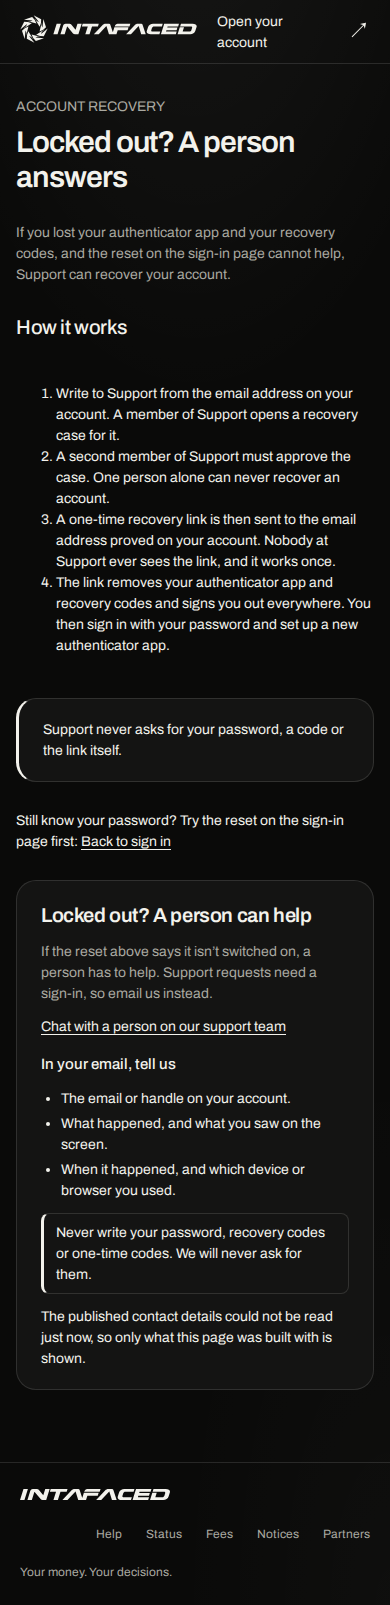 INTAFACED
Open your
account
ACCOUNT RECOVERY
Locked out? A person
answers
If you lost your authenticator app and your recovery
codes, and the reset on the sign-in page cannot help,
Support can recover your account.
How it works
1. Write to Support from the email address on your
account. A member of Support opens a recovery
case for it.
2. A second member of Support must approve the
case. One person alone can never recover an
account.
3. A one-time recovery link is then sent to the email
address proved on your account. Nobody at
Support ever sees the link, and it works once.
4. The link removes your authenticator app and
recovery codes and signs you out everywhere. You
then sign in with your password and set up a new
authenticator app.
Support never asks for your password, a code or
the link itself.
Still know your password? Try the reset on the sign-in
page first: Back to sign in
Locked out? A person can help
If the reset above says it isn’t switched on, a
person has to help. Support requests need a
sign-in, so email us instead.
Chat with a person on our support team
In your email, tell us
• The email or handle on your account.
• What happened, and what you saw on the
screen.
• When it happened, and which device or
browser you used.
Never write your password, recovery codes
or one-time codes. We will never ask for
them.
The published contact details could not be read
just now, so only what this page was built with is
shown.
INTAFACED
Help Status Fees Notices Partners
Your money. Your decisions.